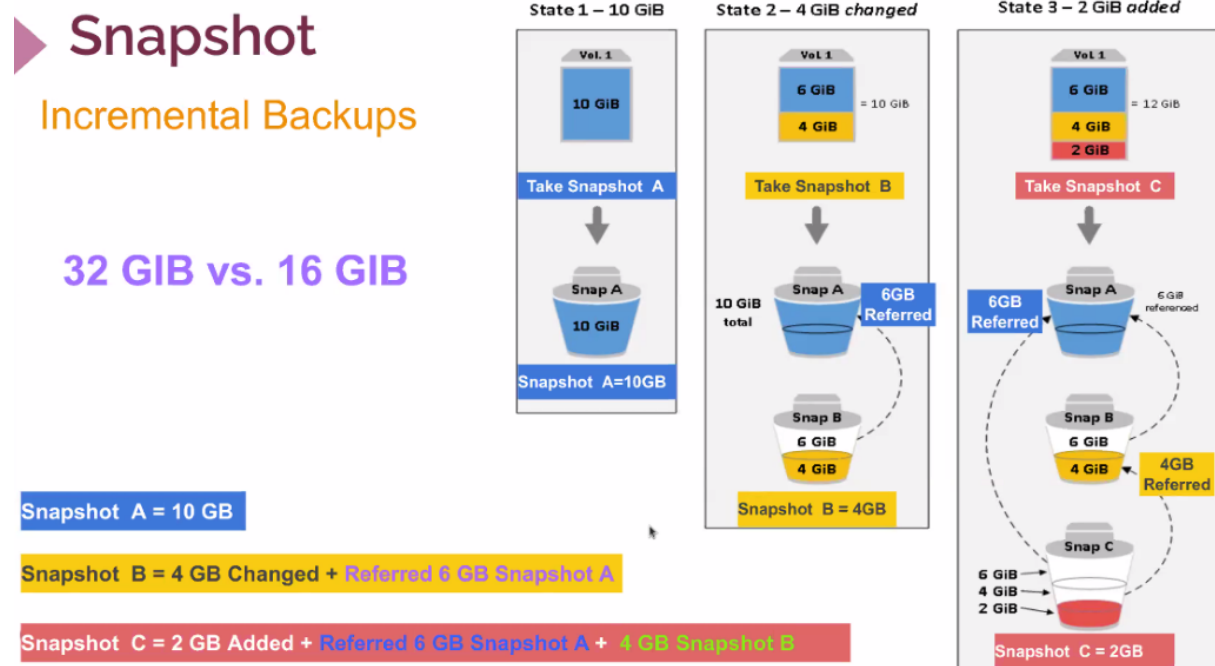 Snapshot
Incremental Backups
32 GIB vs. 16 GIB
Snapshot A = 10 GB
Snapshot B = 4 GB Changed + Referred 6 GB Snapshot A
Snapshot C = 2 GB Added + Referred 6 GB Snapshot A + 4 GB Snapshot B
State 1 – 10 GiB
Vol. 1
10 GiB
Take Snapshot A
Snap A
10 GiB
Snapshot A=10GB
State 2 – 4 GiB changed
Vol 1
6 GiB
= 10 GiB
4 GiB
Take Snapshot B
10 GiB
total
Snap A
6GB
Referred
Snap B
6 GiB
4 GiB
Snapshot B = 4GB
State 3 – 2 GiB added
Vol 1
6 GiB
= 12 GiB
4 GiB
2 GiB
Take Snapshot C
6GB
Referred
Snap A
6 GiB
referenced
Snap B
6 GiB
4 GiB
4GB
Referred
Snap C
6 GiB
4 GiB
2 GiB
Snapshot C = 2GB